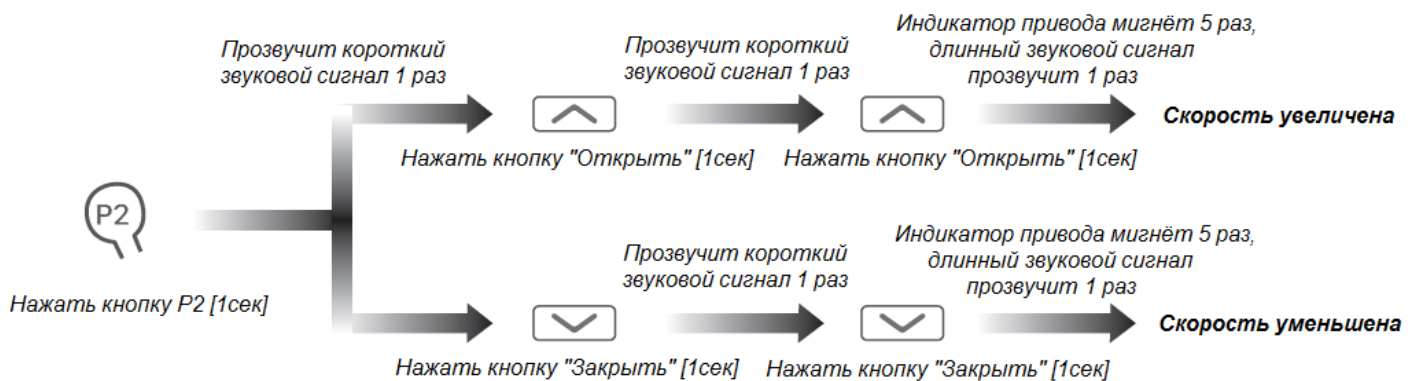 Прозвучит короткий
звуковой сигнал 1 раз
Прозвучит короткий
звуковой сигнал 1 раз
Индикатор привода мигнёт 5 раз,
длинный звуковой сигнал
прозвучит 1 раз
Скорость увеличена
Нажать кнопку "Открыть" [1сек]
Нажать кнопку "Открыть" [1сек]
P2
Нажать кнопку P2 [1сек]
Прозвучит короткий
звуковой сигнал 1 раз
Индикатор привода мигнёт 5 раз,
длинный звуковой сигнал
прозвучит 1 раз
Скорость уменьшена
Нажать кнопку "Закрыть" [1сек]
Нажать кнопку "Закрыть" [1сек]